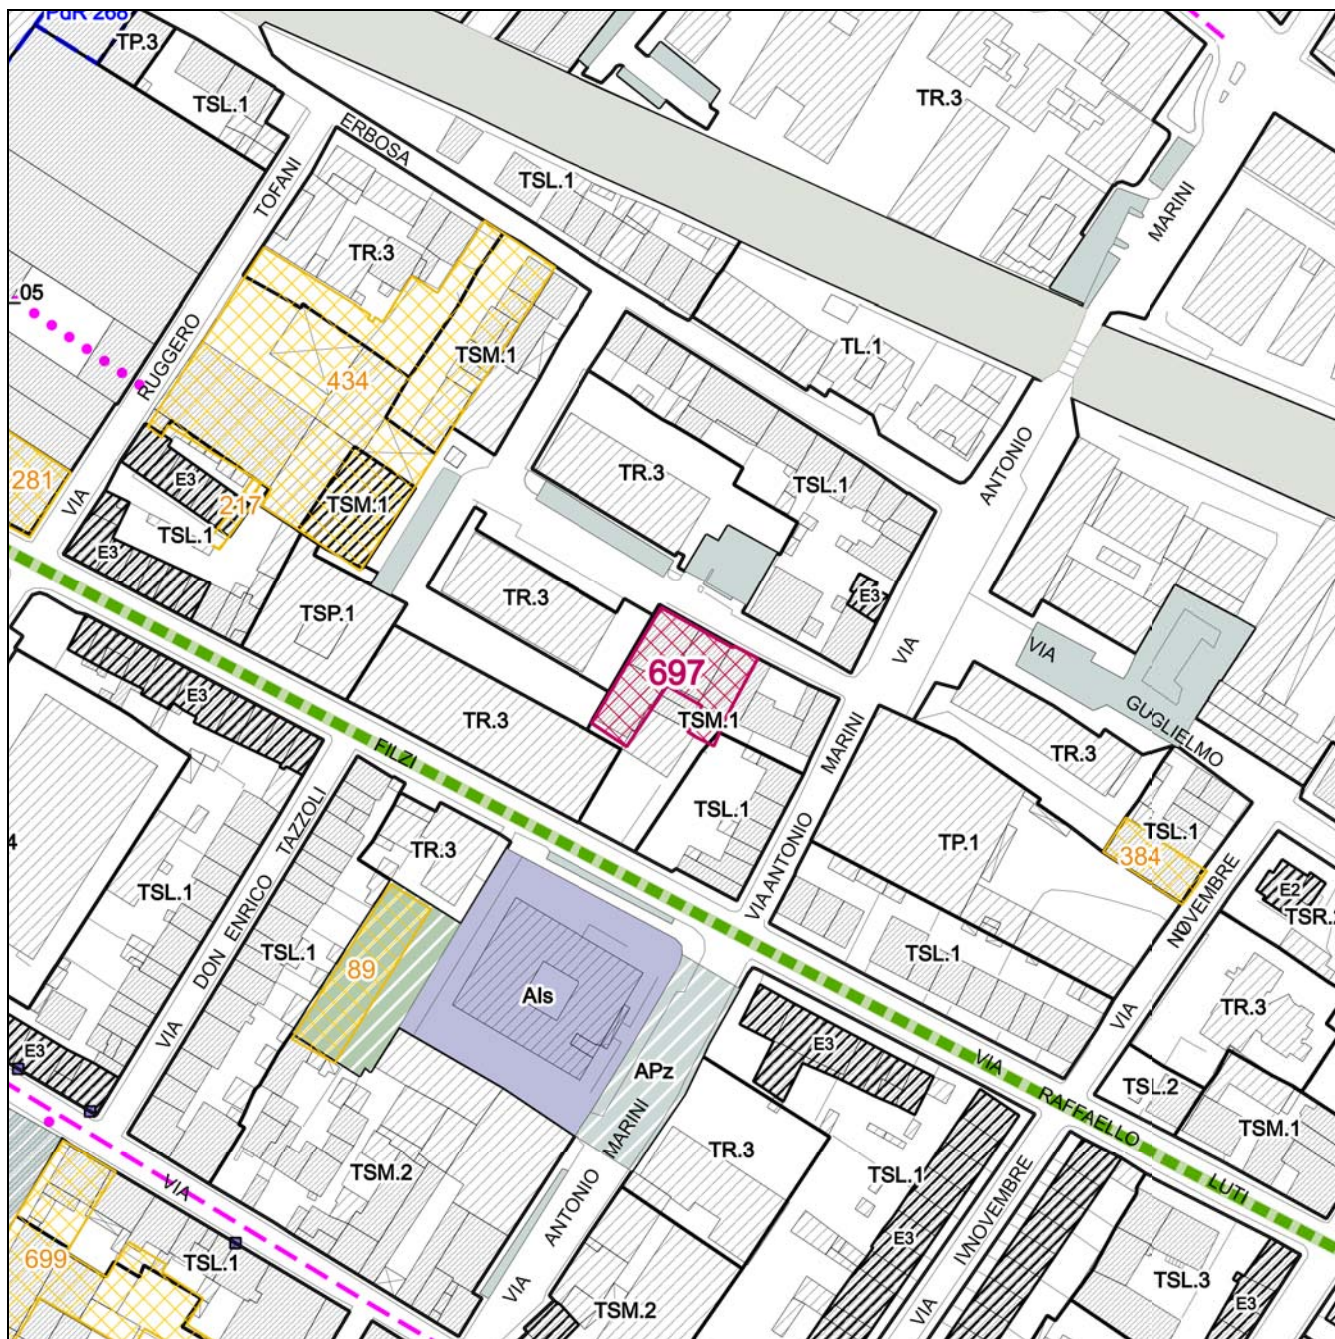 PdR 268
TP.3
TSL.1
ERBOSA
TR.3
TOFANI
TSL.1
MARINI
TR.3
05
RUGGERO
434
TSM.1
TL.1
TR.3
TSL.1
ANTONIO
281
VIA
E3
217
TSM.1
TSL.1
E3
TR.3
E3
TSP.1
VIA
VIA
697
E3
TSM.1
TR.3
GUGLIELMO
MARINI
TR.3
FILZI
TAZZOLI
TSL.1
TSL.1
TP.1
384
4
TR.3
VIA ANTONIO
E2
TSL.1
ENRICO
NOVEMBRE
TSR.
TSL.1
TSL.1
DON
89
AIs
TR.3
VIA
VIA
E3
E3
VIA
APz
TSL.2
RAFFAELLO
MARINI
TSM.1
TR.3
TSM.2
TSL.1
VIA
LUTI
ANTONIO
IVNOVEMBRE
E3
699
TSL.1
TSL.3
VIA
TSM.2
VIA
E3